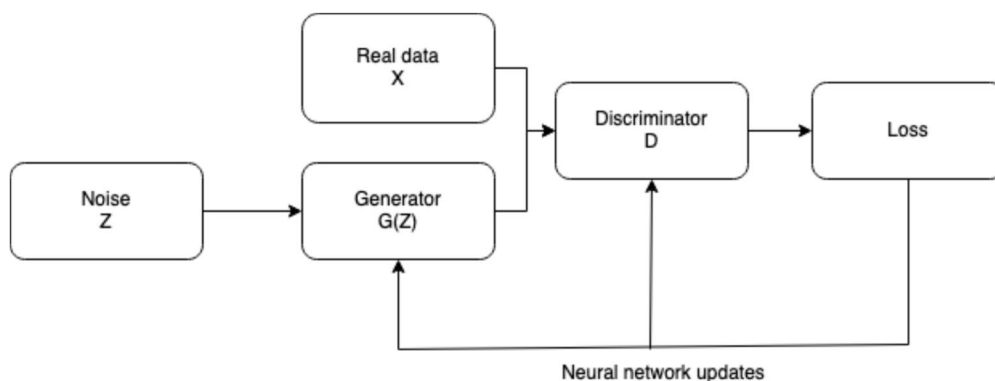 Real data
X
Discriminator
D
Loss
Noise
Z
Generator
G(Z)
Neural network updates